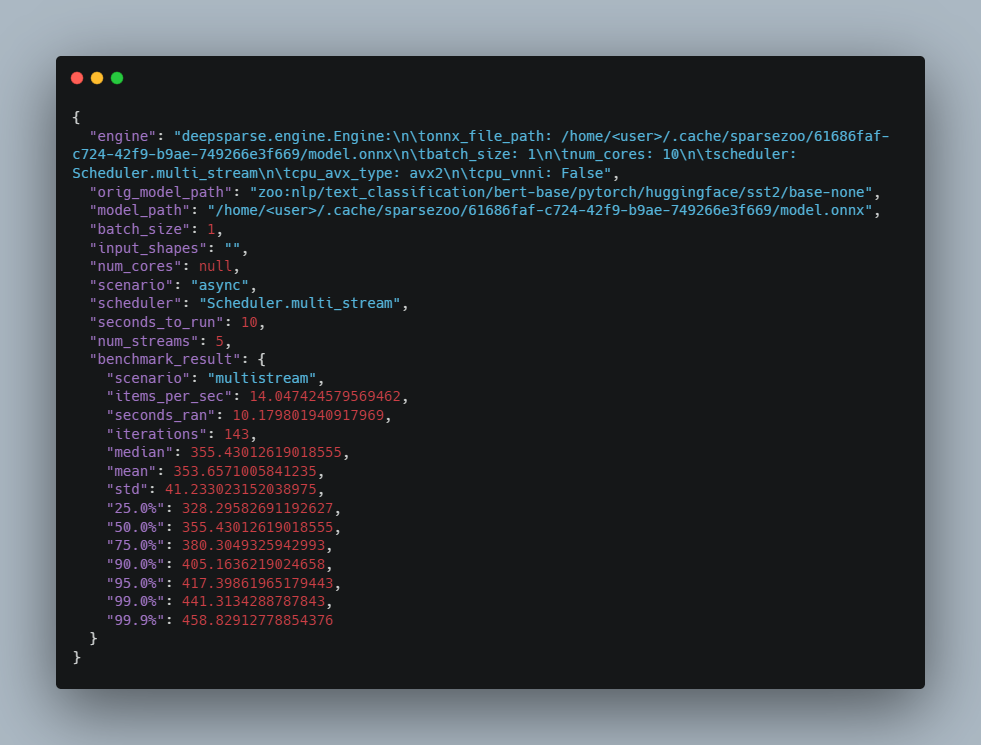 {
  "engine": "deepsparse.engine.Engine:\n\tonnx_file_path: /home/<user>/.cache/sparsezoo/61686faf-
c724-42f9-b9ae-749266e3f669/model.onnx\n\tbatch_size: 1\n\tnum_cores: 10\n\tscheduler:
Scheduler.multi_stream\n\tcpu_avx_type: avx2\n\tcpu_vnni: False",
  "orig_model_path": "zoo:nlp/text_classification/bert-base/pytorch/huggingface/sst2/base-none",
  "model_path": "/home/<user>/.cache/sparsezoo/61686faf-c724-42f9-b9ae-749266e3f669/model.onnx",
  "batch_size": 1,
  "input_shapes": "",
  "num_cores": null,
  "scenario": "async",
  "scheduler": "Scheduler.multi_stream",
  "seconds_to_run": 10,
  "num_streams": 5,
  "benchmark_result": {
    "scenario": "multistream",
    "items_per_sec": 14.047424579569462,
    "seconds_ran": 10.179801940917969,
    "iterations": 143,
    "median": 355.43012619018555,
    "mean": 353.6571005841235,
    "std": 41.233023152038975,
    "25.0%": 328.29582691192627,
    "50.0%": 355.43012619018555,
    "75.0%": 380.3049325942993,
    "90.0%": 405.1636219024658,
    "95.0%": 417.39861965179443,
    "99.0%": 441.3134288787843,
    "99.9%": 458.82912778854376
  }
}